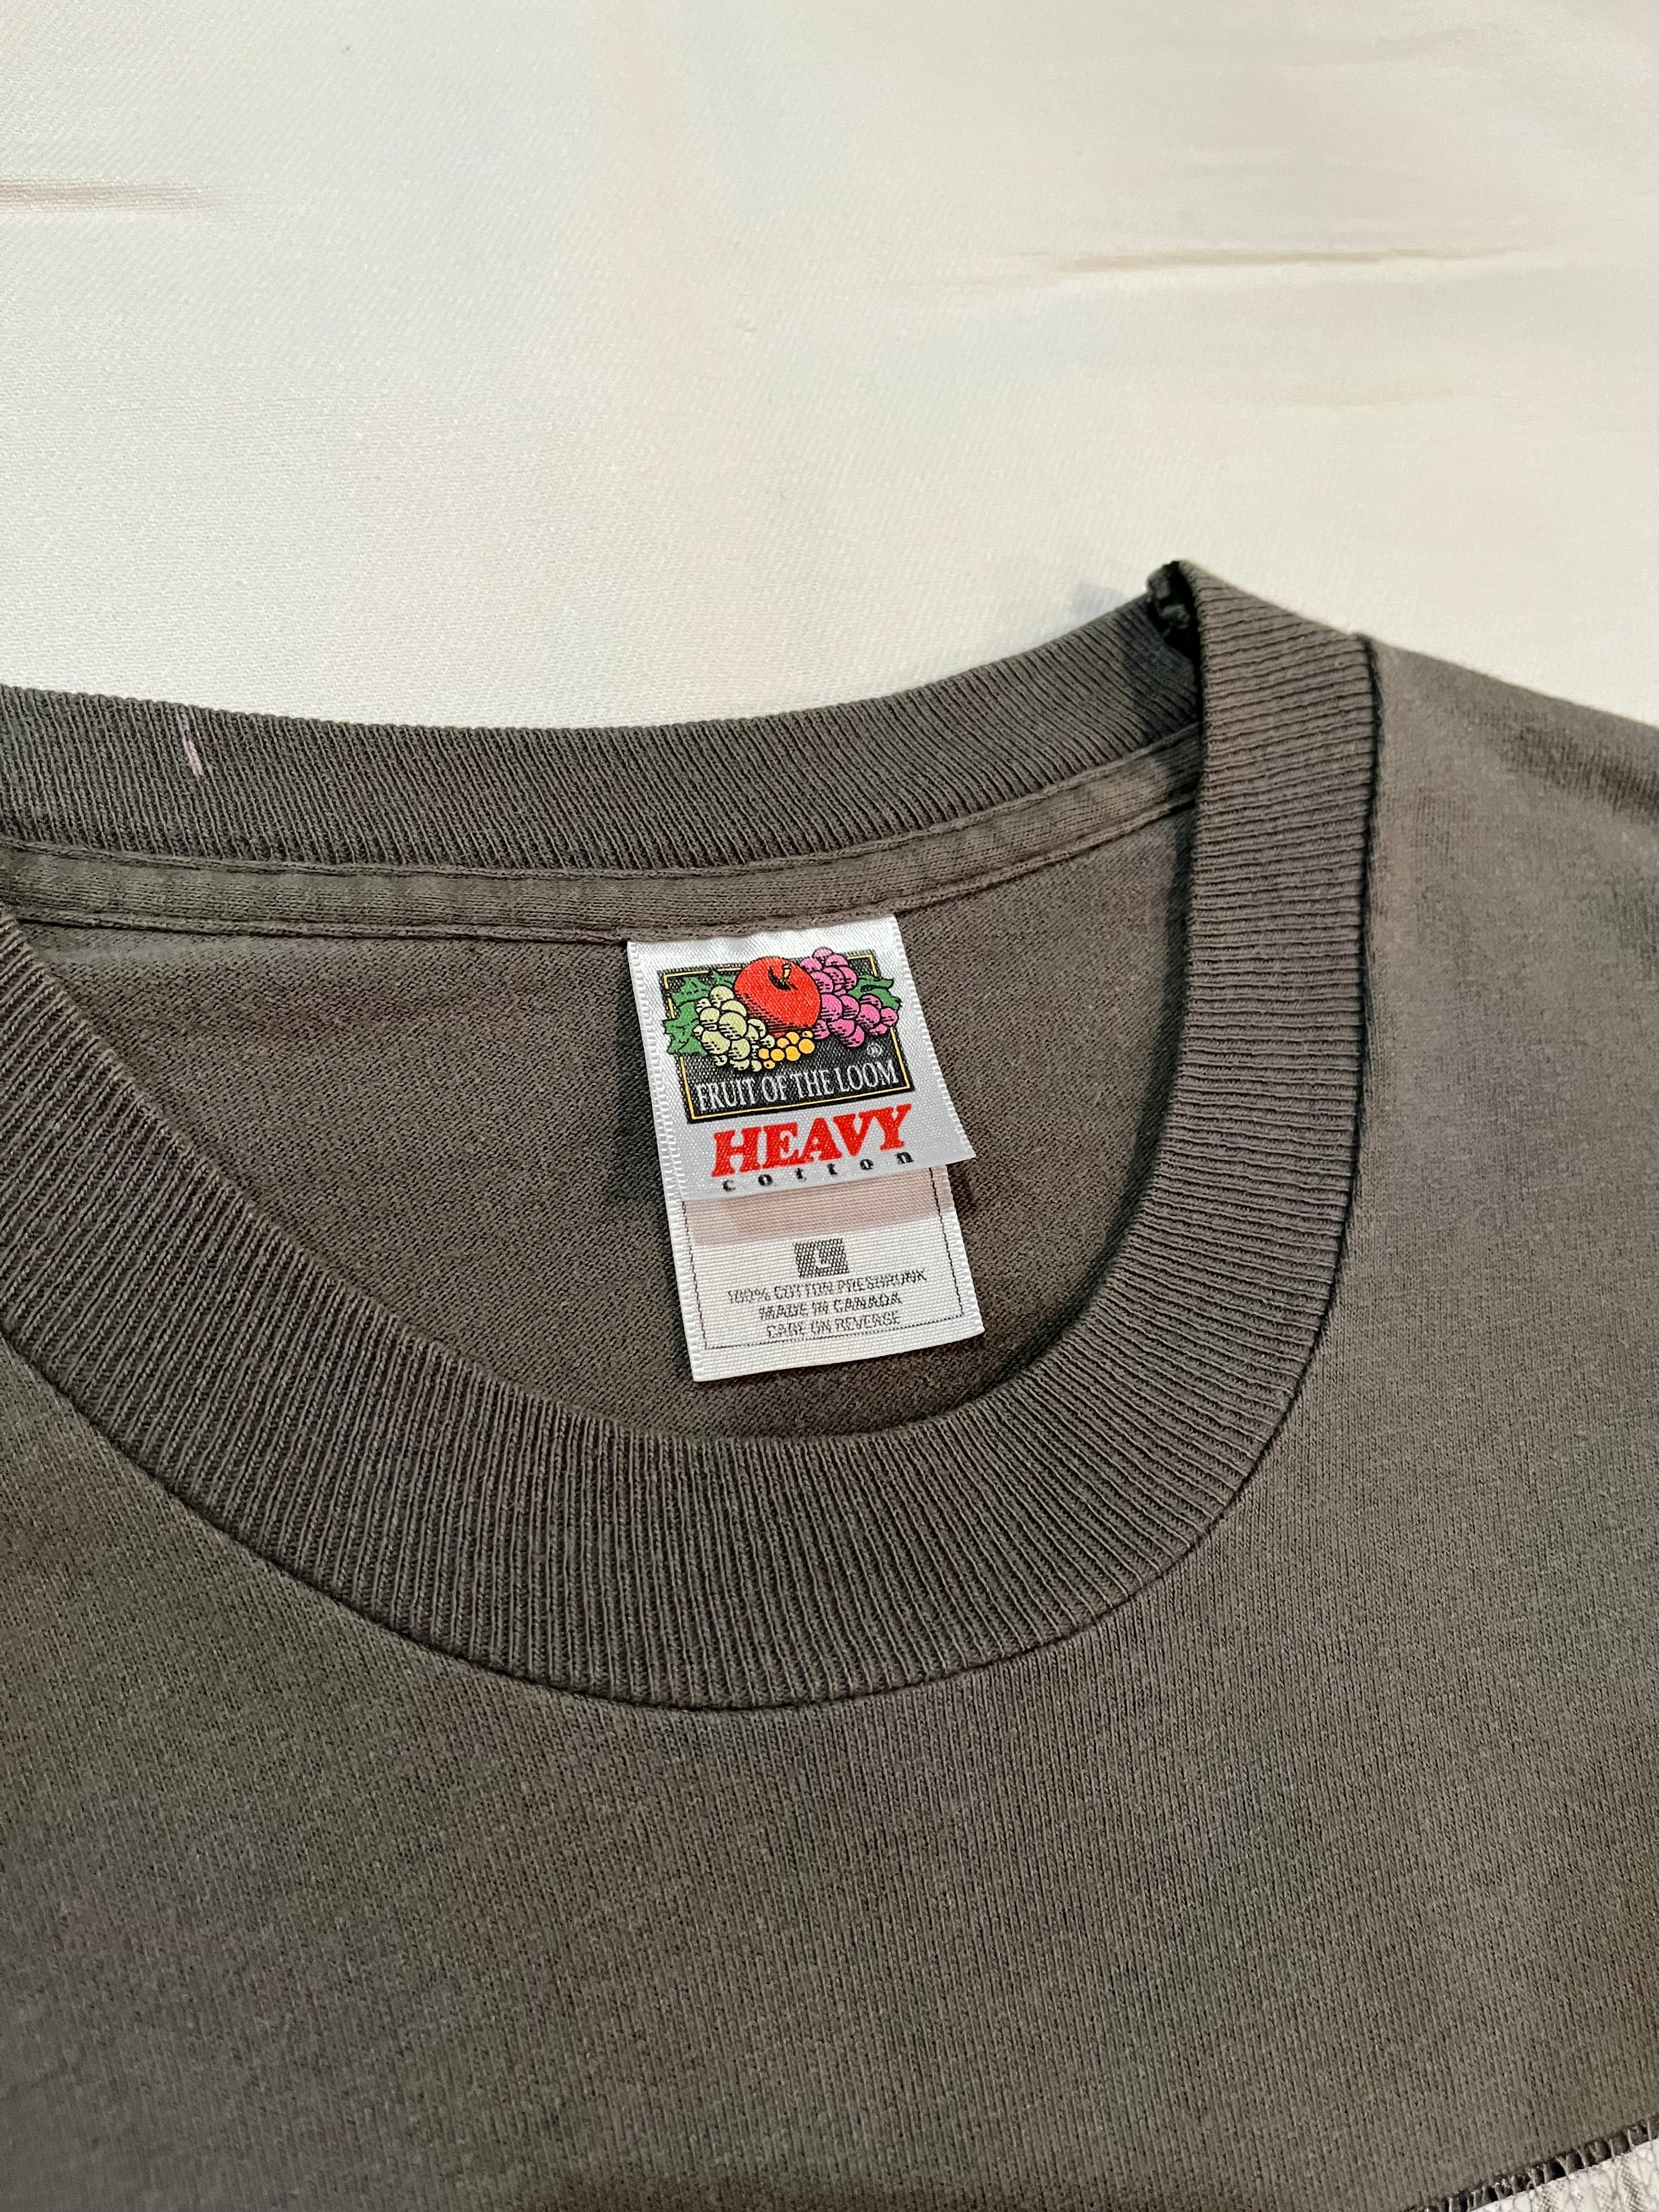 ®
FRUIT OF THE LOOM
HEAVY
cotton
L
100% COTTON PRESHRUNK
MADE IN CANADA
CARE ON REVERSE